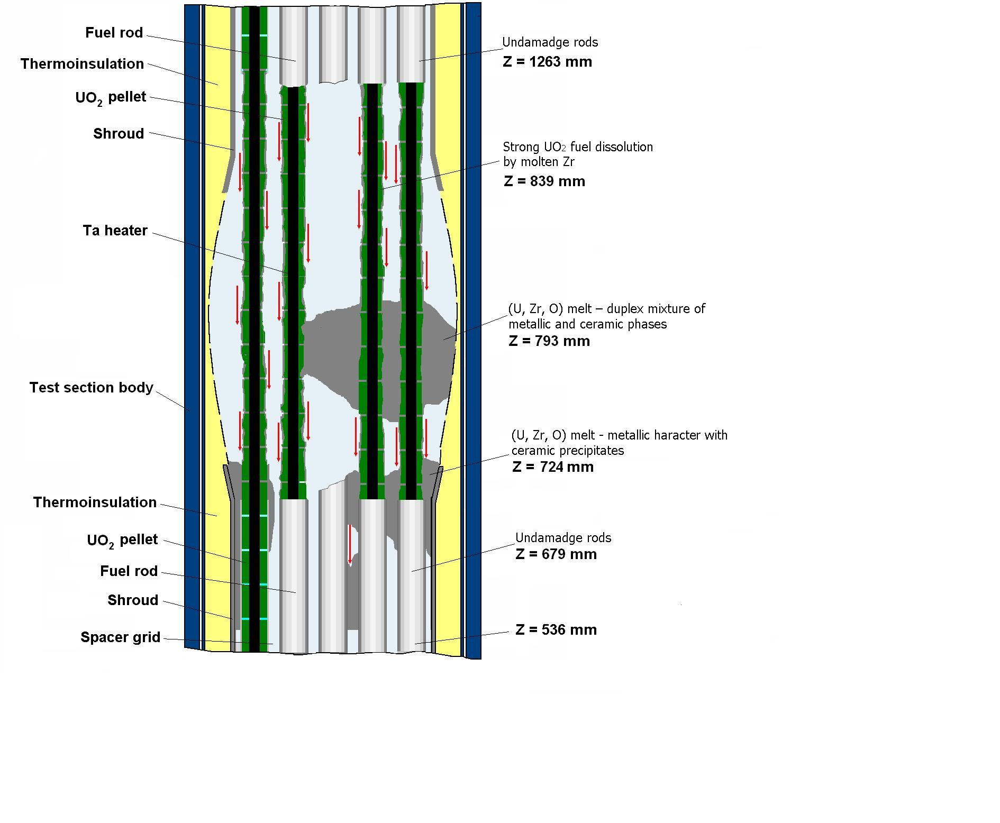 Fuel rod
Thermoinsulation
UO2 pellet
Shroud
Ta heater
Test section body
Thermoinsulation
UO2 pellet
Fuel rod
Shroud
Spacer grid
Undamadge rods
Z = 1263 mm
Strong UO2 fuel dissolution
by molten Zr
Z = 839 mm
(U, Zr, O) melt – duplex mixture of
metallic and ceramic phases
Z = 793 mm
(U, Zr, O) melt - metallic haracter with
ceramic precipitates
Z = 724 mm
Undamadge rods
Z = 679 mm
Z = 536 mm